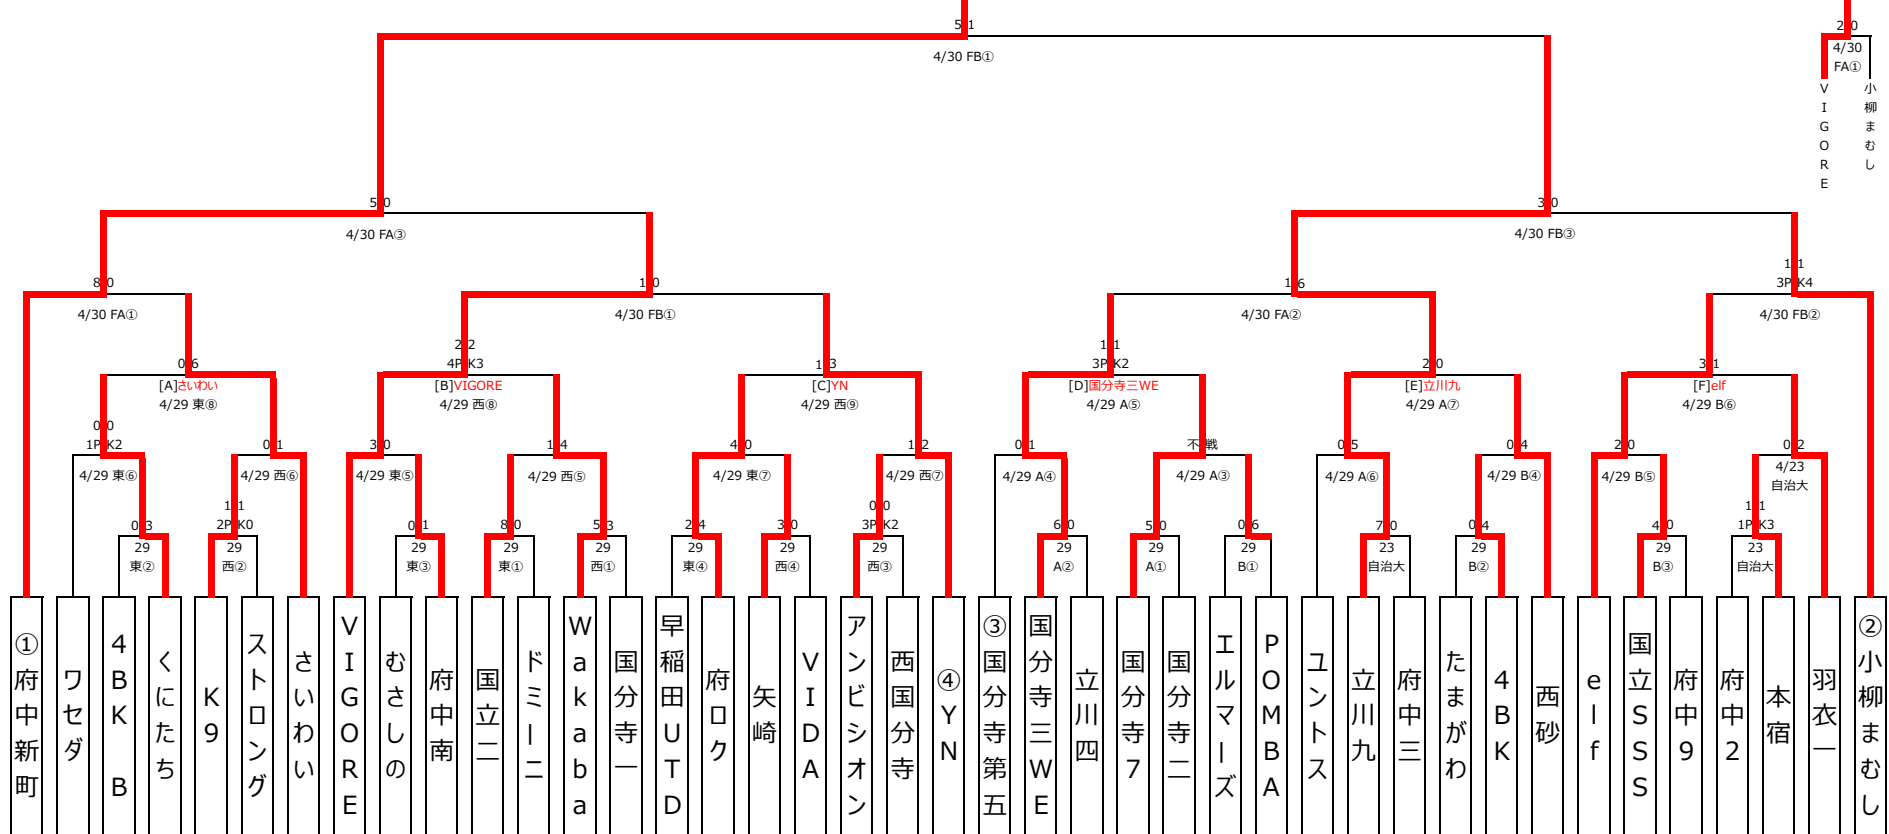 5 1
4/30 FB①
2 0
4/30
FA①
VIGORE
小柳まむし
5 0
4/30 FA③
3 0
4/30 FB③
8 0
4/30 FA①
1 0
4/30 FB①
1 6
4/30 FA②
1 1
3PK4
4/30 FB②
0 6
[A]さいわい
4/29 東⑧
2 2
4PK3
[B]VIGORE
4/29 西⑧
1 3
[C]YN
4/29 西⑨
1 1
3PK2
[D]国分寺三WE
4/29 A⑤
2 0
[E]立川九
4/29 A⑦
3 1
[F]elf
4/29 B⑥
0 0
1PK2
4/29 東⑥
0 1
4/29 西⑥
3 0
4/29 東⑤
1 4
4/29 西⑤
4 0
4/29 東⑦
1 2
4/29 西⑦
0 1
4/29 A④
不戦
4/29 A③
0 5
4/29 A⑥
0 4
4/29 B④
2 0
4/29 B⑤
0 2
4/23
自治大
0 3
29
東②
1 1
2PK0
29
西②
0 1
29
東③
8 0
29
東①
5 3
29
西①
2 4
29
東④
3 0
29
西④
0 0
3PK2
29
西③
6 0
29
A②
5 0
29
A①
0 6
29
B①
7 0
23
自治大
0 4
29
B②
4 0
29
B③
1 1
1PK3
23
自治大
①府中新町
ワセダ
4BK B
くにたち
K9
ストロング
さいわい
VIGORE
むさしの
府中南
国立二
ドミーニ
Wakaba
国分寺一
早稲田UTD
府ロク
矢崎
VIDA
アンビシオン
西国分寺
④YN
③国分寺第五
国分寺三WE
立川四
国分寺7
国分寺二
エルマーズ
POMBA
ユントス
立川九
府中三
たまがわ
4BK
西砂
elf
国立SSS
府中9
府中2
本宿
羽衣一
②小柳まむし